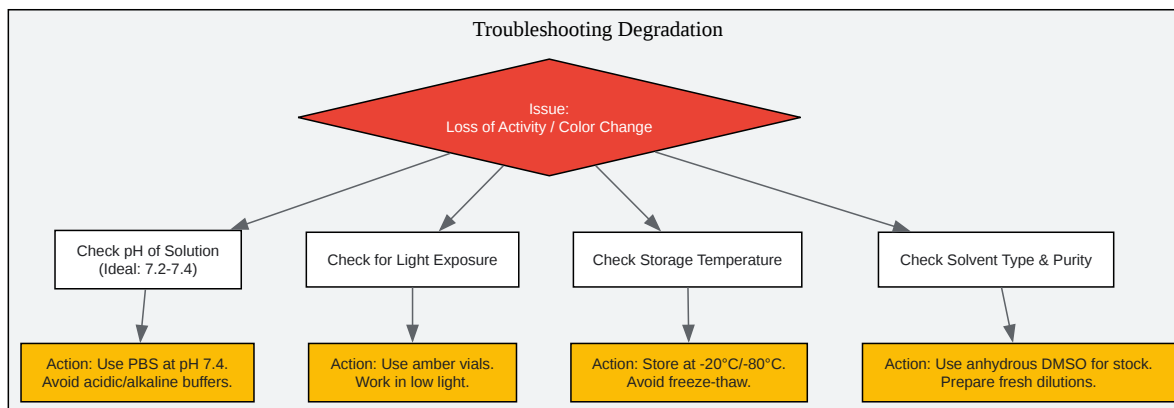 Troubleshooting Degradation
Issue:
Loss of Activity / Color Change
Check pH of Solution
(Ideal: 7.2-7.4)
Check for Light Exposure
Check Storage Temperature
Check Solvent Type & Purity
Action: Use PBS at pH 7.4.
Avoid acidic/alkaline buffers.
Action: Use amber vials.
Work in low light.
Action: Store at -20°C/-80°C.
Avoid freeze-thaw.
Action: Use anhydrous DMSO for stock.
Prepare fresh dilutions.